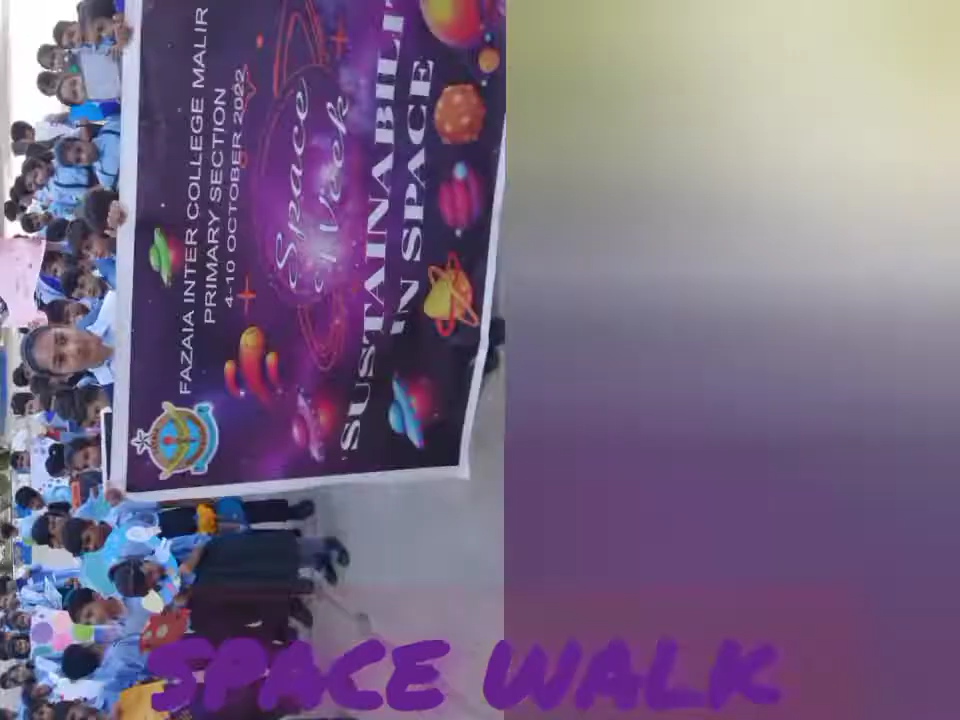 FAZAIA INTER COLLEGE MALIR
PRIMARY SECTION
4-10 OCTOBER 2022
Space
Week
SUSTAINABILI
IN SPACE
SPACE WALK